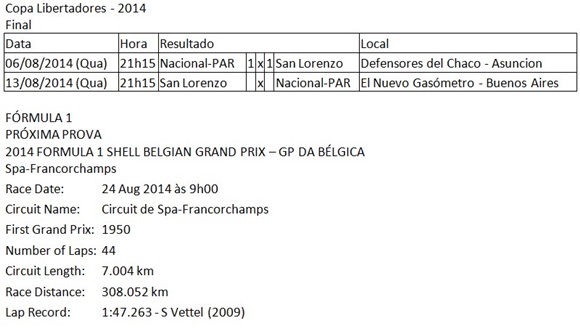 Copa Libertadores - 2014
Final
Data Hora Resultado Local
06/08/2014 (Qua) 21h15 Nacional-PAR 1 x 1 San Lorenzo Defensores del Chaco - Asuncion
13/08/2014 (Qua) 21h15 San Lorenzo x Nacional-PAR El Nuevo Gasómetro - Buenos Aires
FÓRMULA 1
PRÓXIMA PROVA
2014 FORMULA 1 SHELL BELGIAN GRAND PRIX – GP DA BÉLGICA
Spa-Francorchamps
Race Date: 24 Aug 2014 às 9h00
Circuit Name: Circuit de Spa-Francorchamps
First Grand Prix: 1950
Number of Laps: 44
Circuit Length: 7.004 km
Race Distance: 308.052 km
Lap Record: 1:47.263 - S Vettel (2009)